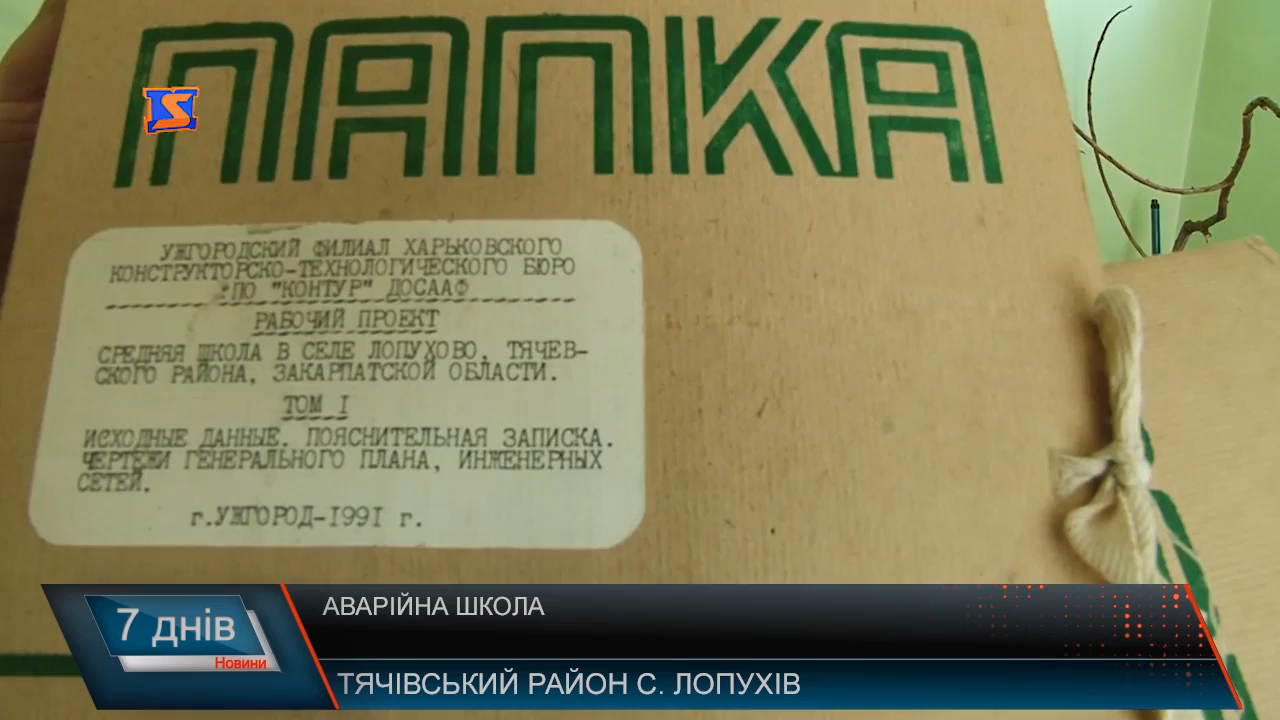 ПАПКА
УЖГОРОДСКИЙ ФИЛИАЛ ХАРЬКОВСКОГО
КОНСТРУКТОРСКО-ТЕХНОЛОГИЧЕСКОГО БЮРО
ПО "КОНТУР" ДОСААФ
РАБОЧИЙ ПРОЕКТ
СРЕДНЯЯ ШКОЛА В СЕЛЕ ЛОПУХОВО, ТЯЧЕВ-
СКОГО РАЙОНА, ЗАКАРПАТСКОЙ ОБЛАСТИ.
ТОМ I
ИСХОДНЫЕ ДАННЫЕ. ПОЯСНИТЕЛЬНАЯ ЗАПИСКА.
ЧЕРТЕЖИ ГЕНЕРАЛЬНОГО ПЛАНА, ИНЖЕНЕРНЫХ
СЕТЕЙ.
г.УЖГОРОД-1991 г.
7 днів
Новини
АВАРІЙНА ШКОЛА
ТЯЧІВСЬКИЙ РАЙОН С. ЛОПУХІВ